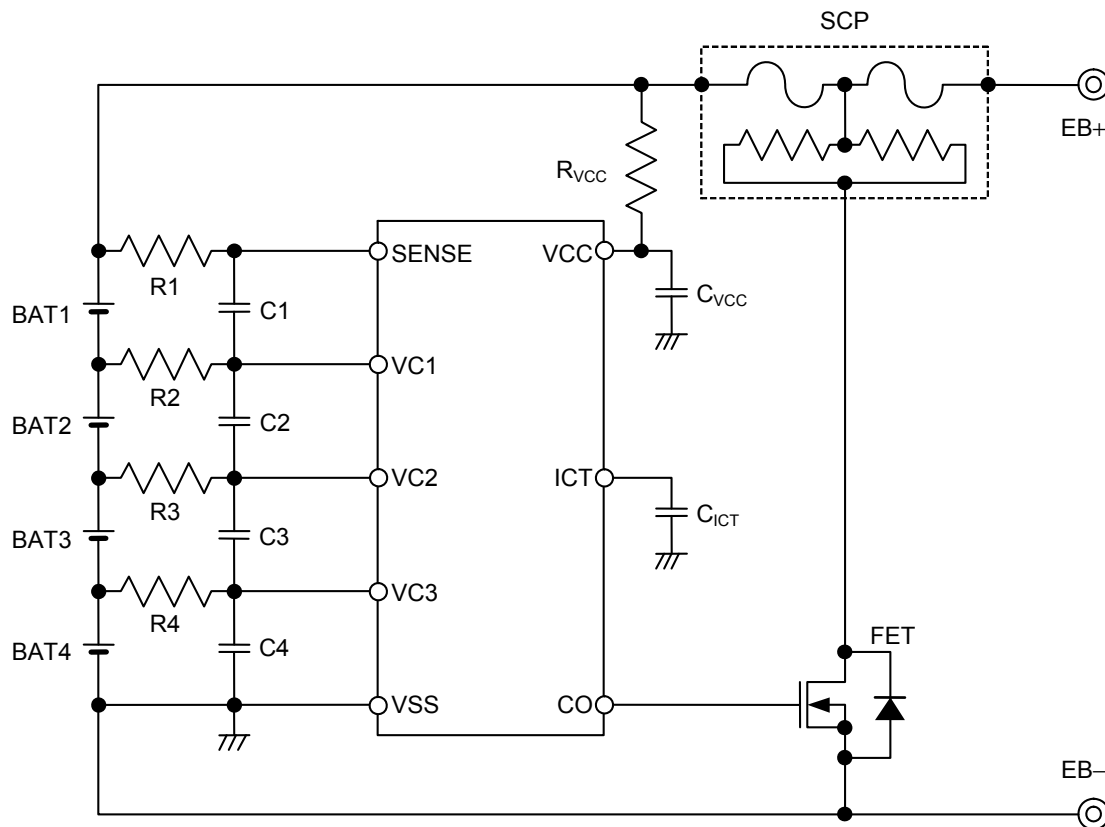 SCP
EB+
RVCC
SENSE
VCC
R1
BAT1
C1
CVCC
VC1
R2
BAT2
C2
VC2
ICT
R3
BAT3
C3
CICT
VC3
R4
BAT4
C4
FET
VSS
CO
EB−